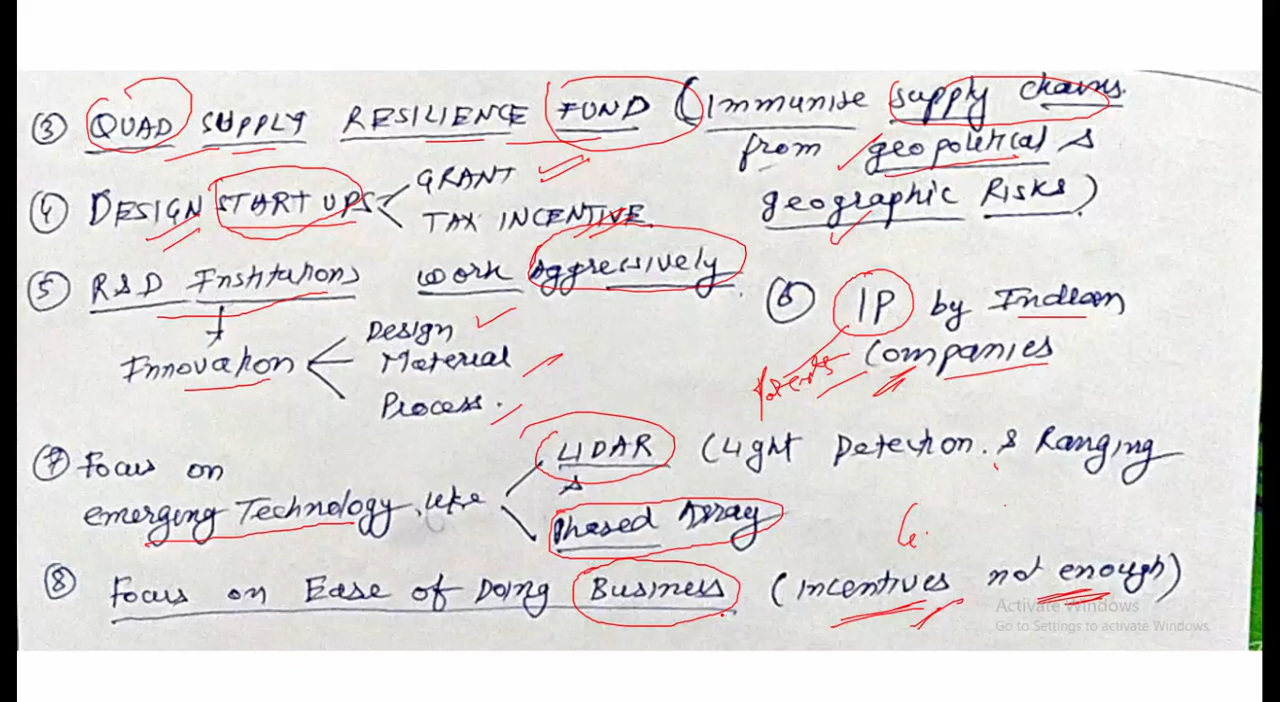 ③ QUAD SUPPLY RESILIENCE FUND (Immunise supply chains
from geopolitical &
geographic Risks)
④ DESIGN START UPS
GRANT
TAX INCENTIVE
⑤ R&D Institutions work Aggressively
Innovation
Design
Material
Process.
⑥ IP by Indian
Companies
Patents
⑦ Focus on
emerging Technology like
LIDAR (Light Detection & Ranging
&
Phased Array
⑧ Focus on Ease of Doing Business (incentives not enough)
Activate Windows
Go to Settings to activate Windows.